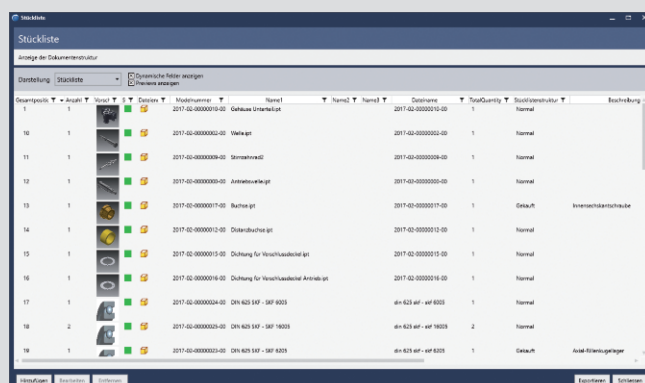 Stückliste
Stückliste
Anzeige der Dokumentenstruktur
Darstellung Stückliste Dynamische Felder anzeigen
Previews anzeigen
Gesamtpositic Anzahl Vorscl S Dateien Modelnummer Name1 Name2 Name3 Dateiname TotalQuantity Stücklistenstruktur Beschreibung
1 1 2017-02-00000010-00 Gehäuse Unterteil.ipt 2017-02-00000010-00 1 Normal
10 1 2017-02-00000002-00 Welle.ipt 2017-02-00000002-00 1 Normal
11 1 2017-02-00000009-00 Stirnzahnrad2 2017-02-00000009-00 1 Normal
12 1 2017-02-00000000-00 Antriebswelle.ipt 2017-02-00000000-00 1 Normal
13 1 2017-02-00000017-00 Buchse.ipt 2017-02-00000017-00 1 Gekauft Innensechskantschraube
14 1 2017-02-00000012-00 Distanzbuchse.ipt 2017-02-00000012-00 1 Normal
15 1 2017-02-00000015-00 Dichtung für Verschlussdeckel.ipt 2017-02-00000015-00 1 Normal
16 1 2017-02-00000016-00 Dichtung für Verschlussdeckel Antrieb.ipt 2017-02-00000016-00 1 Normal
17 1 2017-02-00000024-00 DIN 625 SKF - SKF 6005 din 625 skf - skf 6005 1 Normal
18 2 2017-02-00000025-00 DIN 625 SKF - SKF 16005 din 625 skf - skf 16005 2 Normal
19 1 2017-02-00000023-00 DIN 625 SKF - SKF 6205 din 625 skf - skf 6205 1 Gekauft Axial-Rillenkugellager
Hinzufügen Bearbeiten Entfernen Exportieren Schliessen